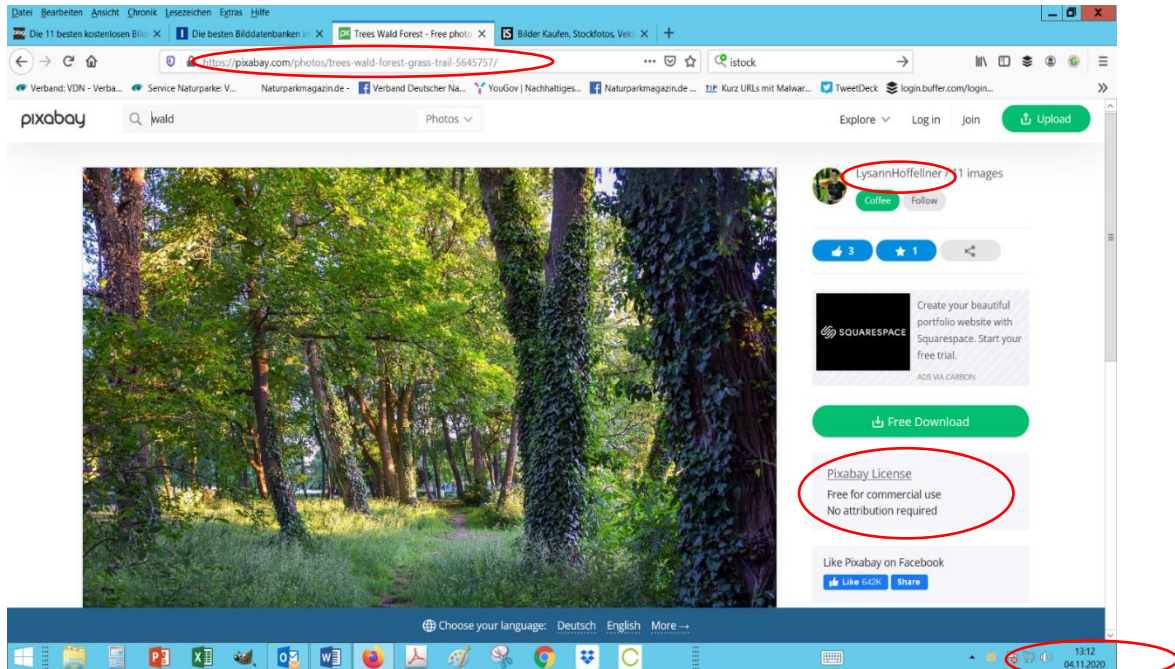 Datei Bearbeiten Ansicht Chronik Lesezeichen Extras Hilfe
Die 11 besten kostenlosen Bild
Die besten Bilddatenbanken im
Trees Wald Forest - Free photo
Bilder Kaufen, Stockfotos, Vek
https://pixabay.com/photos/trees-wald-forest-grass-trail-5645757/
istock
Verband: VDN - Verba...
Service Naturparke: V...
Naturparkmagazin.de -
Verband Deutscher Na...
YouGov | Nachhaltiges...
Naturparkmagazin.de ...
Kurz URLs mit Malwar...
TweetDeck
login.buffer.com/login...
pixabay
wald
Photos
Explore
Log in
Join
Upload
LysannHoffellner / 11 images
Coffee
Follow
3
1
SQUARESPACE
Create your beautiful
portfolio website with
Squarespace. Start your
free trial.
ADS VIA CARBON
Free Download
Pixabay License
Free for commercial use
No attribution required
Like Pixabay on Facebook
Like 642K
Share
Choose your language: Deutsch English More →
13:12
04.11.2020